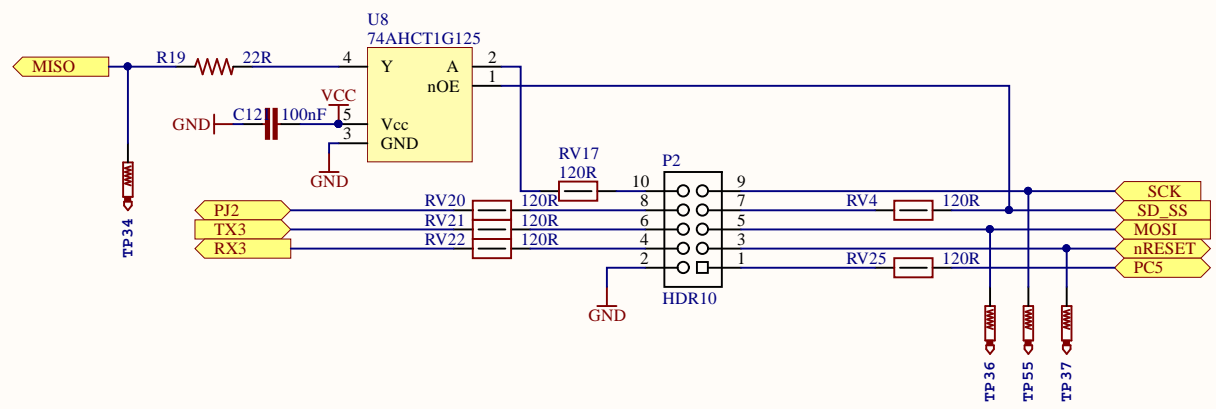 U8
74AHCT1G125
MISO
R19
22R
4
Y
A
2
nOE
1
VCC
GND
C12
100nF
5
Vcc
3
GND
GND
TP34
RV17
120R
P2
10
9
SCK
PJ2
RV20
120R
8
7
RV4
120R
SD_SS
TX3
RV21
120R
6
5
MOSI
RX3
RV22
120R
4
3
nRESET
2
1
RV25
120R
PC5
GND
HDR10
TP36
TP55
TP37